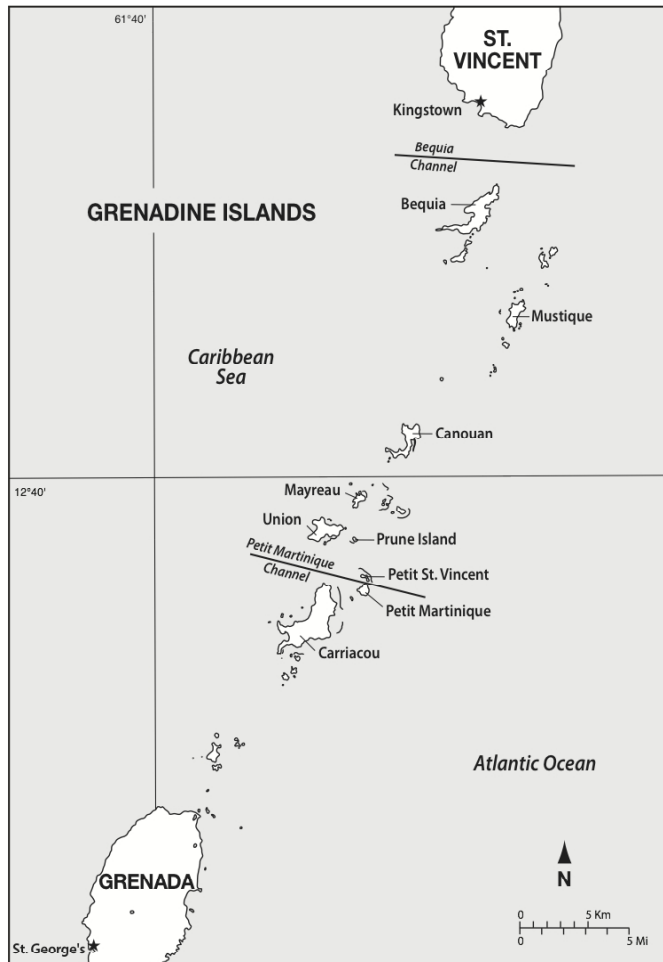 61°40'
ST.
VINCENT
Kingstown
Bequia
Channel
Bequia
GRENADINE ISLANDS
Mustique
Caribbean
Sea
Canouan
12°40'
Mayreau
Union
Prune Island
Petit Martinique
Channel
Petit St. Vincent
Petit Martinique
Carriacou
Atlantic Ocean
GRENADA
N
0 5 Km
0 5 Mi
St. George's